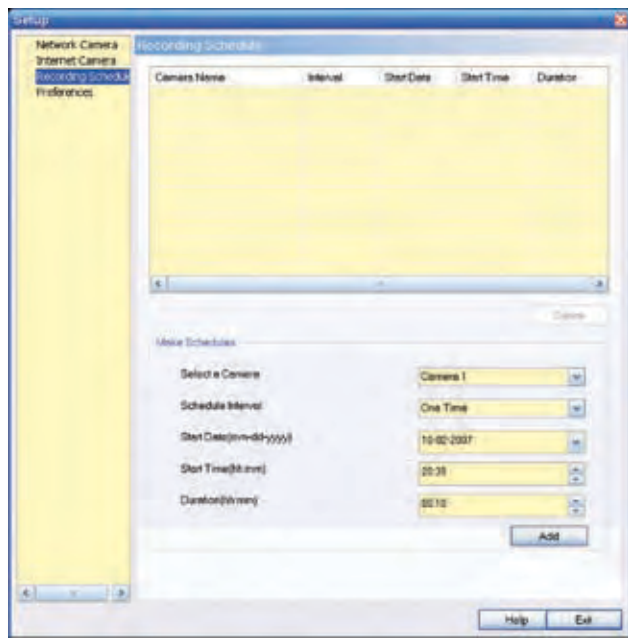 Setup
Network Camera
Internet Camera
Recording Schedul
Preferences
Recording Schedule
Camera Name Interval Start Date Start Time Duration
Delete
Make Schedules
Select a Camera Camera 1
Schedule Interval One Time
Start Date(mm-dd-yyyy) 10-02-2007
Start Time(hh:mm) 20:35
Duration(hh:mm) 00:10
Add
Help Exit